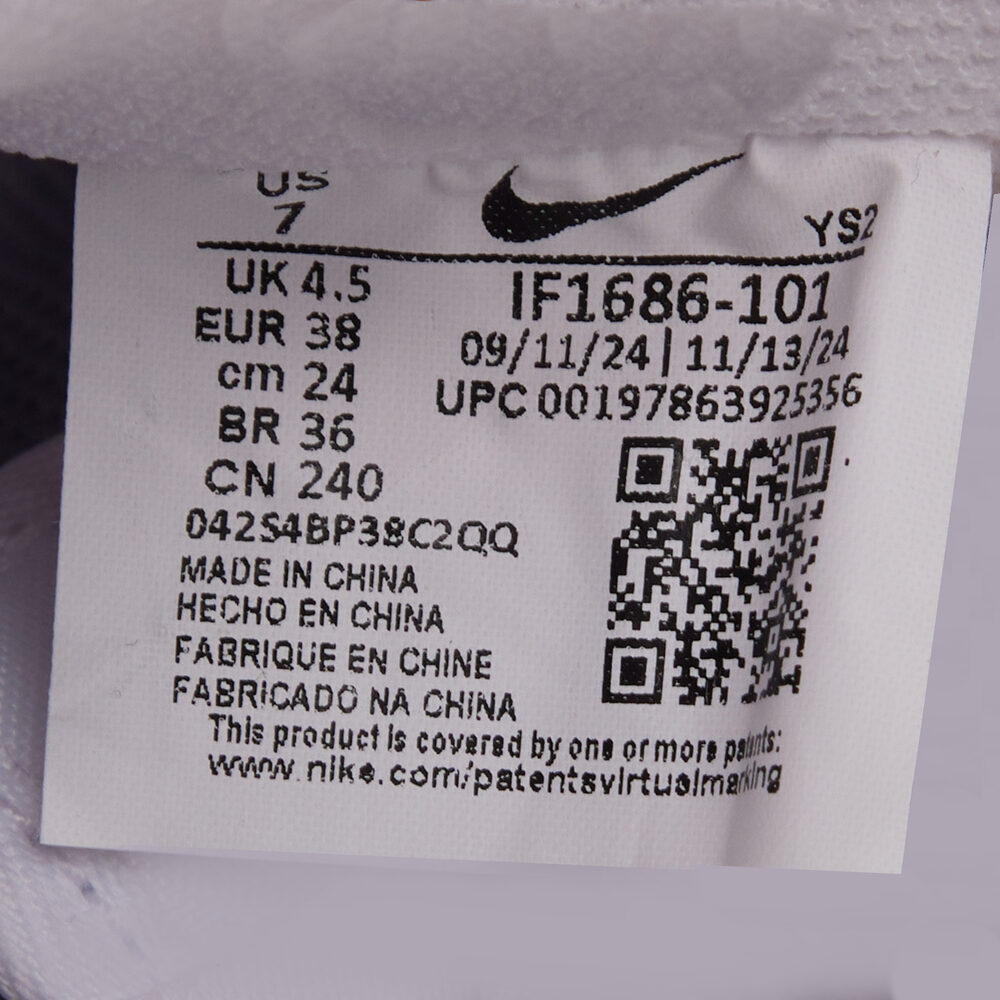 US
7
YS2
UK 4.5
EUR 38
cm 24
BR 36
CN 240
IF1686-101
09/11/24 | 11/13/24
UPC 001978639 25356
042S4BP38C2QQ
MADE IN CHINA
HECHO EN CHINA
FABRIQUE EN CHINE
FABRICADO NA CHINA
This product is covered by one or more patents:
www.nike.com/patentsvirtualmarking